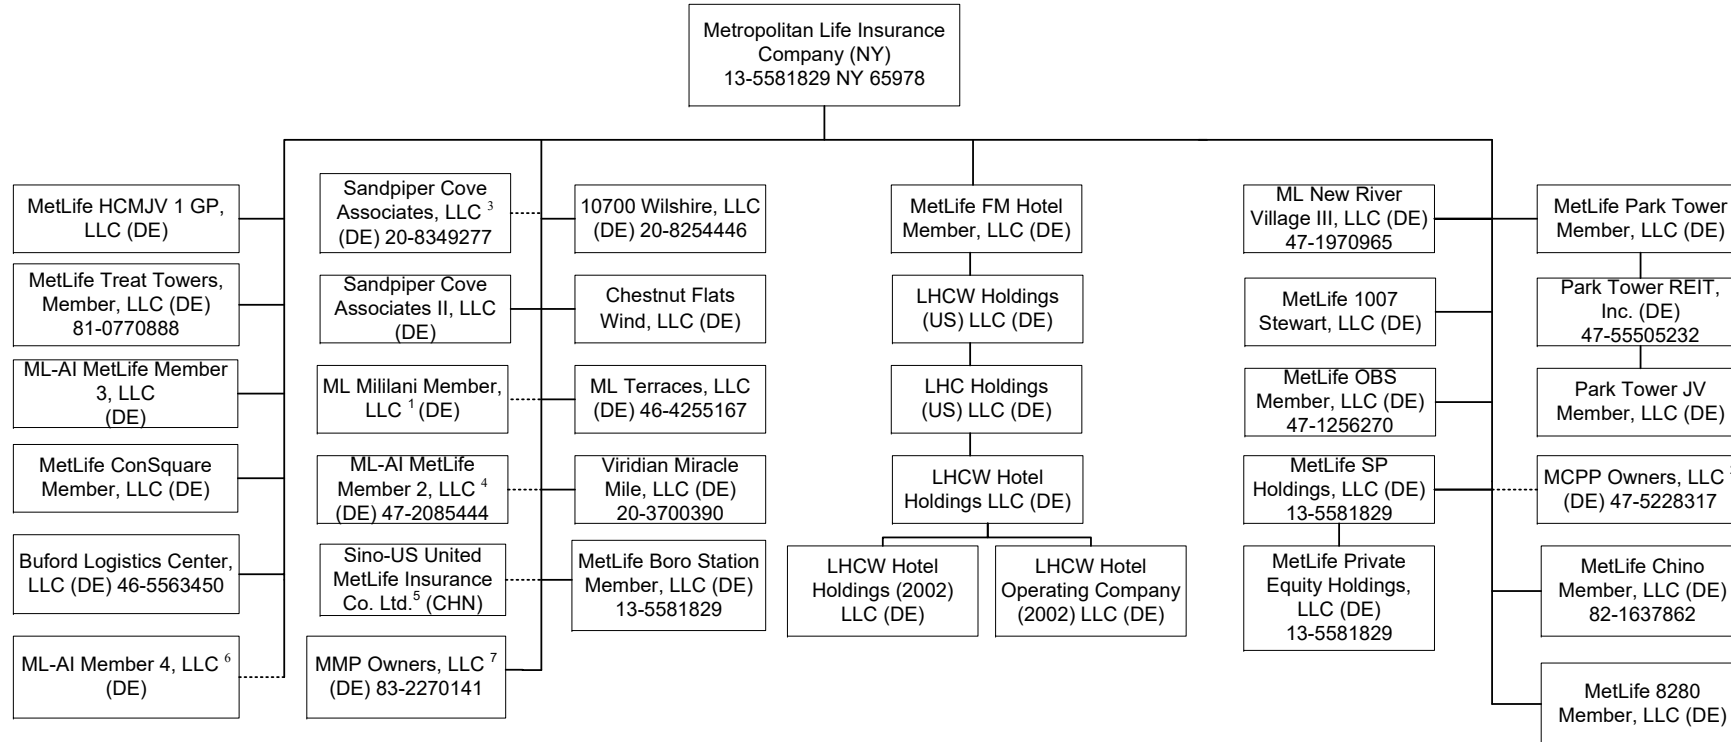 Metropolitan Life Insurance
Company (NY)
13-5581829 NY 65978
MetLife HCMJV 1 GP,
LLC (DE)
MetLife Treat Towers,
Member, LLC (DE)
81-0770888
ML-AI MetLife Member
3, LLC
(DE)
MetLife ConSquare
Member, LLC (DE)
Buford Logistics Center,
LLC (DE) 46-5563450
ML-AI Member 4, LLC 6
(DE)
Sandpiper Cove
Associates, LLC 3
(DE) 20-8349277
Sandpiper Cove
Associates II, LLC
(DE)
ML Mililani Member,
LLC 1 (DE)
ML-AI MetLife
Member 2, LLC 4
(DE) 47-2085444
Sino-US United
MetLife Insurance
Co. Ltd.5 (CHN)
MMP Owners, LLC 7
(DE) 83-2270141
10700 Wilshire, LLC
(DE) 20-8254446
Chestnut Flats
Wind, LLC (DE)
ML Terraces, LLC
(DE) 46-4255167
Viridian Miracle
Mile, LLC (DE)
20-3700390
MetLife Boro Station
Member, LLC (DE)
13-5581829
MetLife FM Hotel
Member, LLC (DE)
LHCW Holdings
(US) LLC (DE)
LHC Holdings
(US) LLC (DE)
LHCW Hotel
Holdings LLC (DE)
LHCW Hotel
Holdings (2002)
LLC (DE)
LHCW Hotel
Operating Company
(2002) LLC (DE)
ML New River
Village III, LLC (DE)
47-1970965
MetLife 1007
Stewart, LLC (DE)
MetLife OBS
Member, LLC (DE)
47-1256270
MetLife SP
Holdings, LLC (DE)
13-5581829
MetLife Private
Equity Holdings,
LLC (DE)
13-5581829
MetLife Park Tower
Member, LLC (DE)
Park Tower REIT,
Inc. (DE)
47-55505232
Park Tower JV
Member, LLC (DE)
MCPP Owners, LLC
(DE) 47-5228317
MetLife Chino
Member, LLC (DE)
82-1637862
MetLife 8280
Member, LLC (DE)